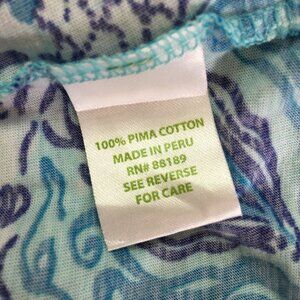 100% PIMA COTTON
MADE IN PERU
RN# 88189
SEE REVERSE
FOR CARE